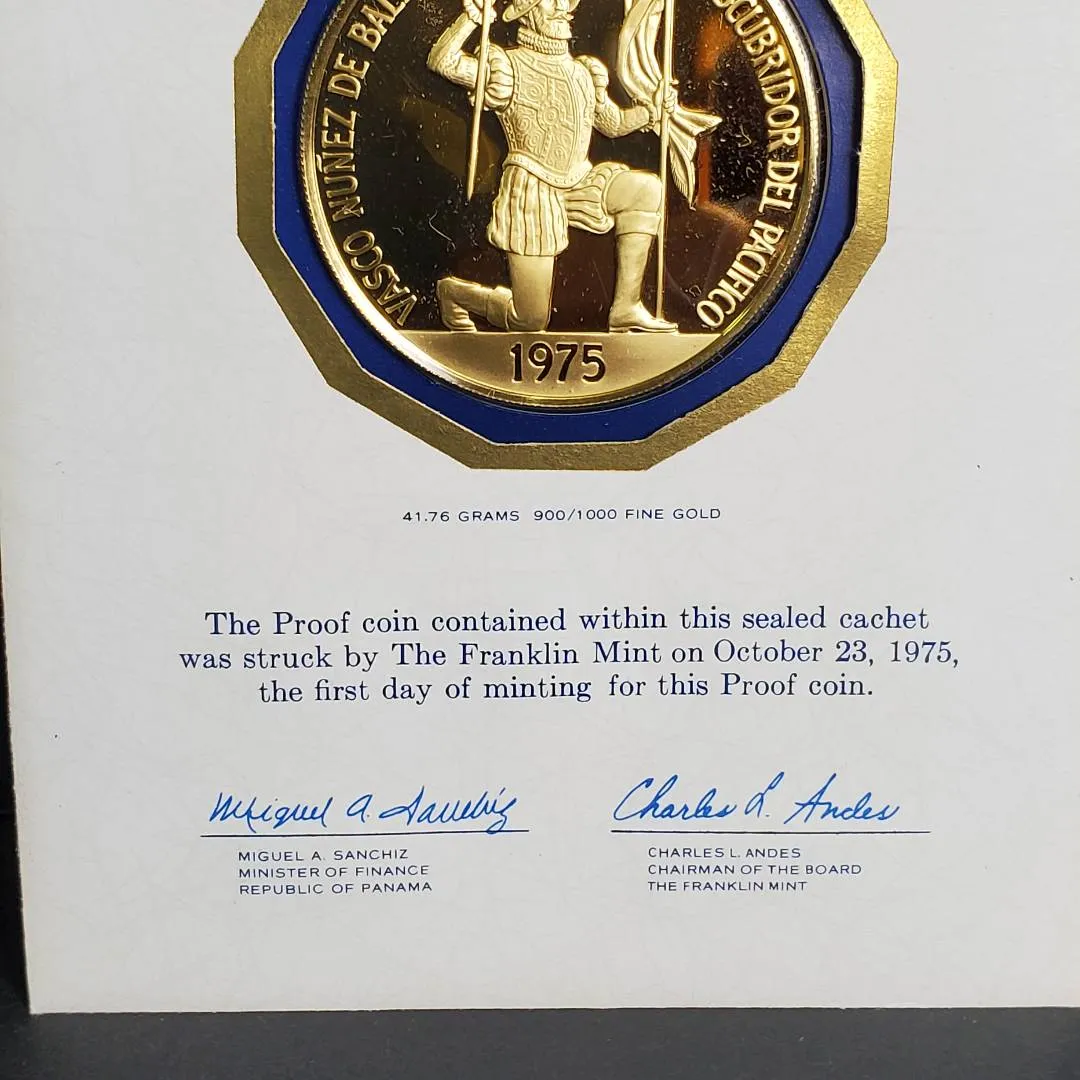 VASCO NUÑEZ DE BAL
SCUBRIDOR DEL PACIFICO
1975
41.76 GRAMS 900/1000 FINE GOLD
The Proof coin contained within this sealed cachet
was struck by The Franklin Mint on October 23, 1975,
the first day of minting for this Proof coin.
Miguel A. Sanchiz
Charles L. Andes
MIGUEL A. SANCHIZ
MINISTER OF FINANCE
REPUBLIC OF PANAMA
CHARLES L. ANDES
CHAIRMAN OF THE BOARD
THE FRANKLIN MINT